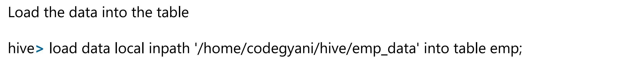 Load the data into the table
hive> load data local inpath '/home/codegyani/hive/emp_data' into table emp;